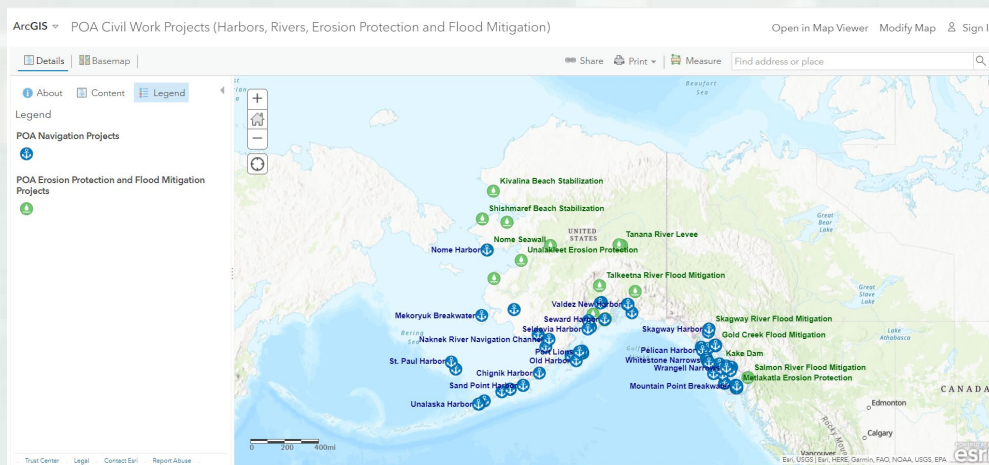 ArcGIS POA Civil Work Projects (Harbors, Rivers, Erosion Protection and Flood Mitigation)
Open in Map Viewer Modify Map Sign I
Details Basemap
Share Print Measure Find address or place
About Content Legend
Legend
POA Navigation Projects
POA Erosion Protection and Flood Mitigation
Projects
Beaufort
Sea
Kivalina Beach Stabilization
Shishmaref Beach Stabilization
Great
Bear
Lake
UNITED
STATES
Tanana River Levee
Nome Seawall
Nome Harbor
Unalakleet Erosion Protection
Talkeetna River Flood Mitigation
Great
Slave
Lake
Valdez New Harbor
Mekoryuk Breakwater
Seward Harbor
Skagway River Flood Mitigation
Seldovia Harbor
Skagway Harbor
Bering
Sea
Naknek River Navigation Channel
Gold Creek Flood Mitigation
Lake
Athabasca
Port Lions
Pelican Harbor
Kake Dam
St. Paul Harbor
Old Harbor
Whitestone Narrows
Wrangell Narrows
Salmon River Flood Mitigation
Chignik Harbor
Metlakatla Erosion Protection
Sand Point Harbor
Mountain Point Breakwater
CANADA
Unalaska Harbor
Edmonton
Calgary
Rocky
Vancouver
0 200 400mi
esri
Esri, USGS | Esri, HERE, Garmin, FAO, NOAA, USGS, EPA
Trust Center Legal Contact Esri Report Abuse